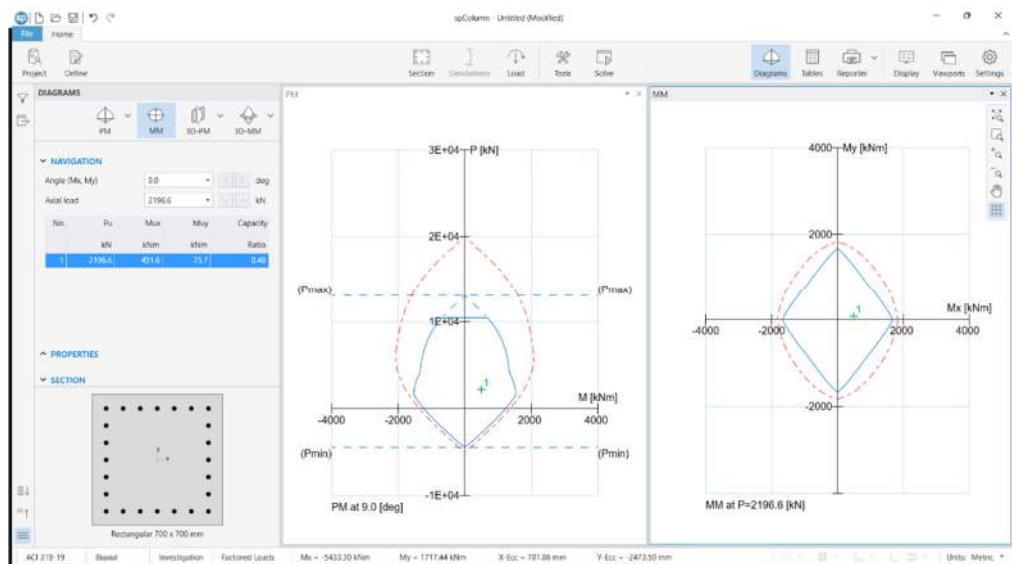 sp
spColumn - Untitled (Modified)
File
Home
Project
Define
Section
Slenderness
Load
Tools
Solve
Diagrams
Tables
Reporter
Display
Viewports
Settings
DIAGRAMS
PM
MM
3D-PM
3D-MM
NAVIGATION
Angle (Mx, My) 9.0 deg
Axial load 2196.6 kN
No. Pu Mux Muy Capacity
kN kNm kNm Ratio
1 2196.6 491.6 75.7 0.40
PROPERTIES
SECTION
Rectangular 700 x 700 mm
PM
3E+04 P [kN]
2E+04
(Pmax) (Pmax)
1E+04
1
M [kNm]
-4000 -2000 2000 4000
(Pmin) (Pmin)
-1E+04
PM at 9.0 [deg]
MM
4000 My [kNm]
2000
1
Mx [kNm]
-4000 -2000 2000 4000
-2000
MM at P=2196.6 [kN]
ACI 318-19 Biaxial Investigation Factored Loads Mx = -5433.30 kNm My = 1717.44 kNm X-Ecc = 781.86 mm Y-Ecc = -2473.50 mm Units: Metric